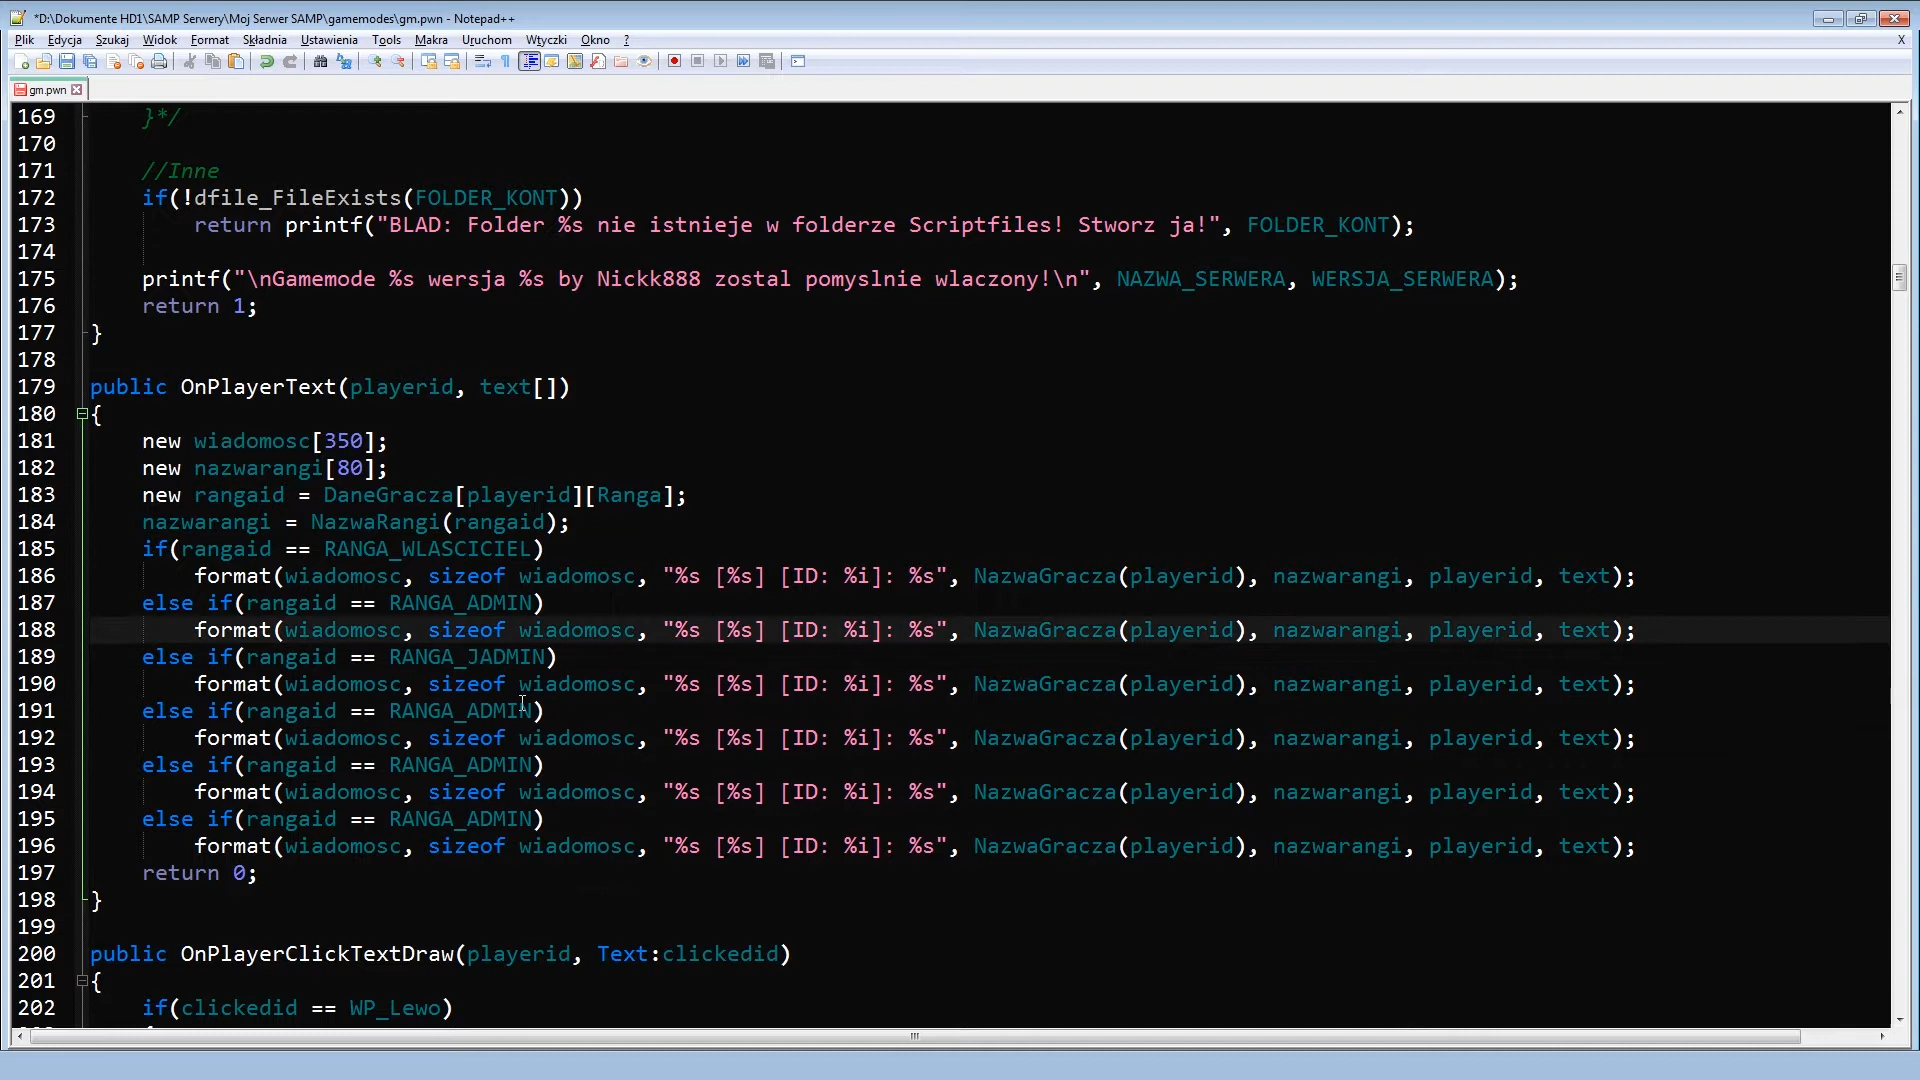 *D:\Dokumente HD1\SAMP Serwery\Moj Serwer SAMP\gamemodes\gm.pwn - Notepad++
Plik Edycja Szukaj Widok Format Składnia Ustawienia Tools Makra Uruchom Wtyczki Okno ? X
gm.pwn
169 }*/
170
171 //Inne
172 if(!dfile_FileExists(FOLDER_KONT))
173 return printf("BLAD: Folder %s nie istnieje w folderze Scriptfiles! Stworz ja!", FOLDER_KONT);
174
175 printf("\nGamemode %s wersja %s by Nickk888 zostal pomyslnie wlaczony!\n", NAZWA_SERWERA, WERSJA_SERWERA);
176 return 1;
177 }
178
179 public OnPlayerText(playerid, text[])
180 {
181 new wiadomosc[350];
182 new nazwarangi[80];
183 new rangaid = DaneGracza[playerid][Ranga];
184 nazwarangi = NazwaRangi(rangaid);
185 if(rangaid == RANGA_WLASCICIEL)
186 format(wiadomosc, sizeof wiadomosc, "%s [%s] [ID: %i]: %s", NazwaGracza(playerid), nazwarangi, playerid, text);
187 else if(rangaid == RANGA_ADMIN)
188 format(wiadomosc, sizeof wiadomosc, "%s [%s] [ID: %i]: %s", NazwaGracza(playerid), nazwarangi, playerid, text);
189 else if(rangaid == RANGA_JADMIN)
190 format(wiadomosc, sizeof wiadomosc, "%s [%s] [ID: %i]: %s", NazwaGracza(playerid), nazwarangi, playerid, text);
191 else if(rangaid == RANGA_ADMIN)
192 format(wiadomosc, sizeof wiadomosc, "%s [%s] [ID: %i]: %s", NazwaGracza(playerid), nazwarangi, playerid, text);
193 else if(rangaid == RANGA_ADMIN)
194 format(wiadomosc, sizeof wiadomosc, "%s [%s] [ID: %i]: %s", NazwaGracza(playerid), nazwarangi, playerid, text);
195 else if(rangaid == RANGA_ADMIN)
196 format(wiadomosc, sizeof wiadomosc, "%s [%s] [ID: %i]: %s", NazwaGracza(playerid), nazwarangi, playerid, text);
197 return 0;
198 }
199
200 public OnPlayerClickTextDraw(playerid, Text:clickedid)
201 {
202 if(clickedid == WP_Lewo)